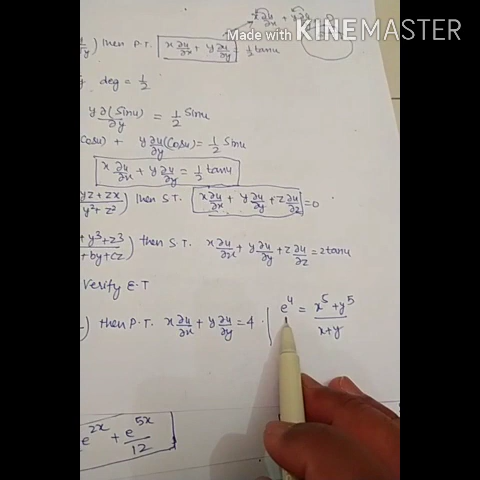 x ∂u/∂x + y ∂u/∂y
Made with KINEMASTER
) then P.T. x ∂u/∂x + y ∂u/∂y = 1/2 tanu
deg = 1/2
y ∂(Sinu)/∂y = 1/2 Sinu
Cosu) + y ∂u/∂y (Cosu) = 1/2 Sinu
x ∂u/∂x + y ∂u/∂y = 1/2 tanu
yz + zx / y² + z² ) then S.T. x ∂u/∂x + y ∂u/∂y + z ∂u/∂z = 0
+ y³ + z³ / + by + cz ) then S.T. x ∂u/∂x + y ∂u/∂y + z ∂u/∂z = 2 tanu
Verify E.T
) then P.T. x ∂u/∂x + y ∂u/∂y = 4 . | e^u = x⁵ + y⁵ / x + y
e^2x + e^5x / 12